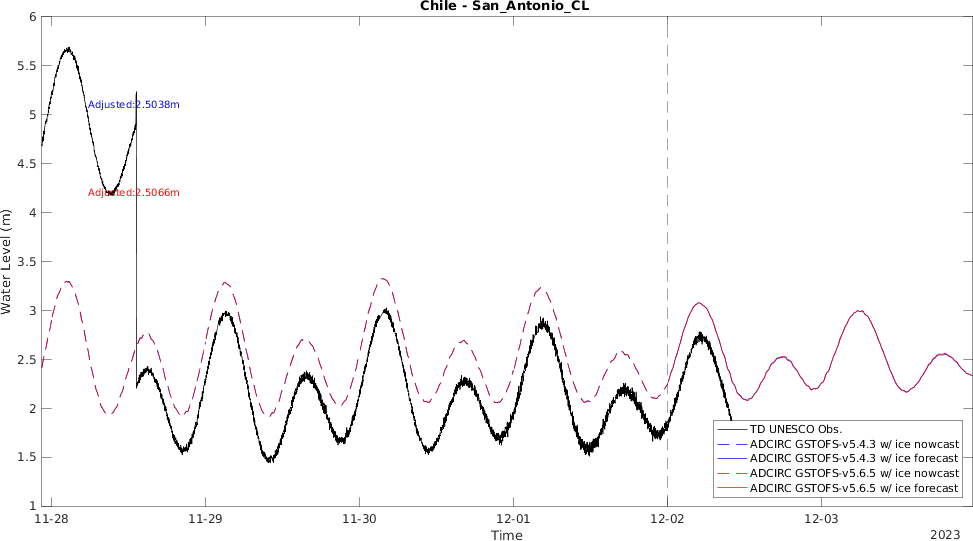 Chile - San_Antonio_CL
6
5.5
5
4.5
4
3.5
3
2.5
2
1.5
1
Water Level (m)
Adjusted:2.5038m
Adjusted:2.5066m
TD UNESCO Obs.
ADCIRC GSTOFS-v5.4.3 w/ ice nowcast
ADCIRC GSTOFS-v5.4.3 w/ ice forecast
ADCIRC GSTOFS-v5.6.5 w/ ice nowcast
ADCIRC GSTOFS-v5.6.5 w/ ice forecast
11-28 11-29 11-30 12-01 12-02 12-03
Time
2023